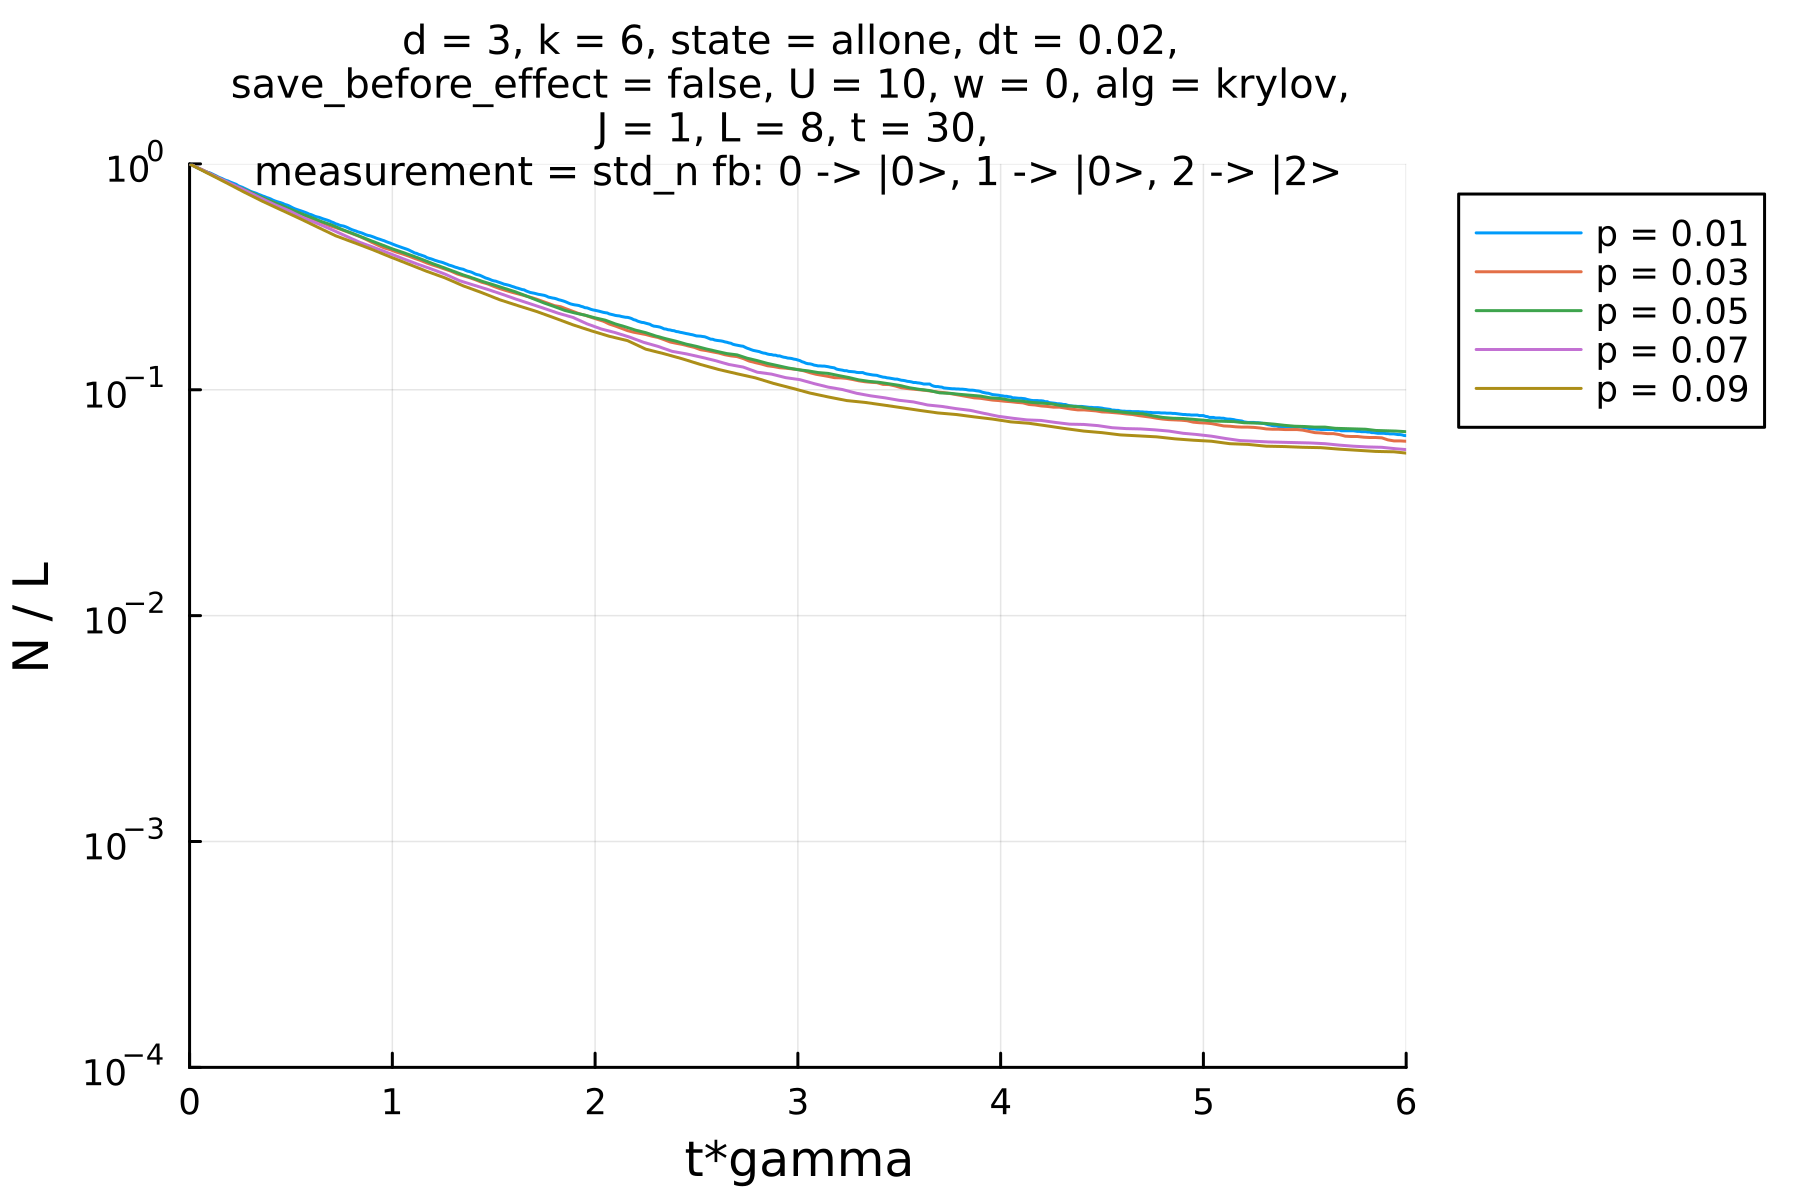 d = 3, k = 6, state = allone, dt = 0.02,
save_before_effect = false, U = 10, w = 0, alg = krylov,
J = 1, L = 8, t = 30,
measurement = std_n fb: 0 -> |0>, 1 -> |0>, 2 -> |2>
10⁰
10⁻¹
10⁻²
10⁻³
10⁻⁴
N / L
0 1 2 3 4 5 6
t*gamma
p = 0.01
p = 0.03
p = 0.05
p = 0.07
p = 0.09